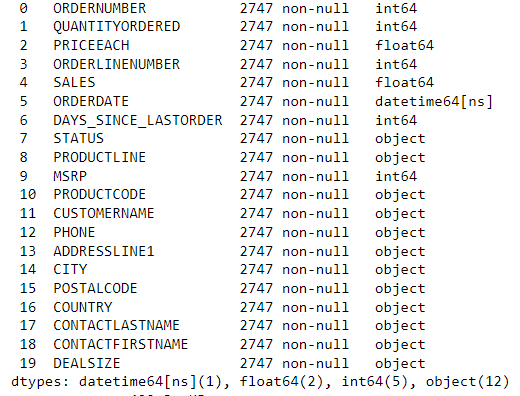 0 ORDERNUMBER 2747 non-null int64
1 QUANTITYORDERED 2747 non-null int64
2 PRICEEACH 2747 non-null float64
3 ORDERLINENUMBER 2747 non-null int64
4 SALES 2747 non-null float64
5 ORDERDATE 2747 non-null datetime64[ns]
6 DAYS_SINCE_LASTORDER 2747 non-null int64
7 STATUS 2747 non-null object
8 PRODUCTLINE 2747 non-null object
9 MSRP 2747 non-null int64
10 PRODUCTCODE 2747 non-null object
11 CUSTOMERNAME 2747 non-null object
12 PHONE 2747 non-null object
13 ADDRESSLINE1 2747 non-null object
14 CITY 2747 non-null object
15 POSTALCODE 2747 non-null object
16 COUNTRY 2747 non-null object
17 CONTACTLASTNAME 2747 non-null object
18 CONTACTFIRSTNAME 2747 non-null object
19 DEALSIZE 2747 non-null object
dtypes: datetime64[ns](1), float64(2), int64(5), object(12)